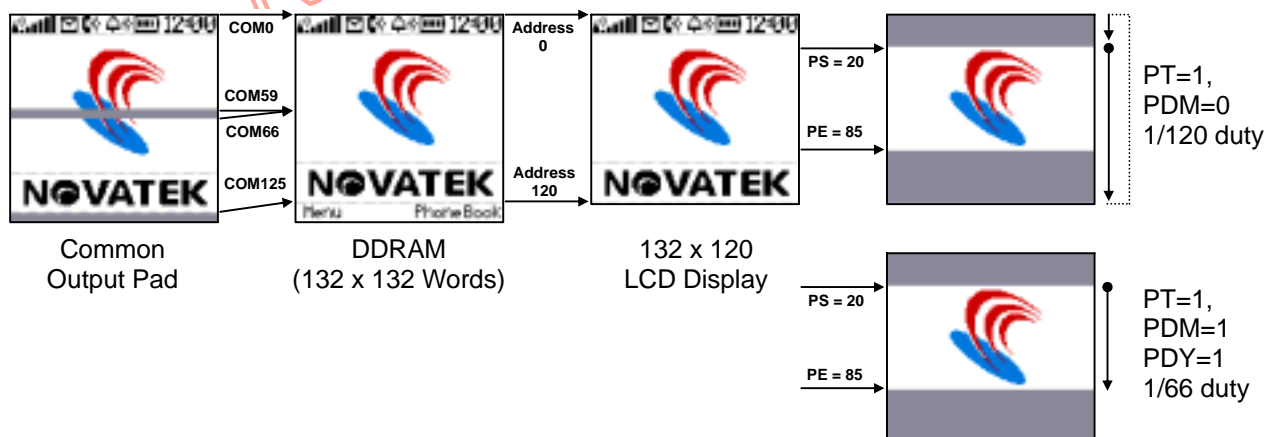 12:00
12:00
12:00
COM0
COM59
COM66
COM125
Address
0
Address
120
PS = 20
PE = 85
PT=1,
PDM=0
1/120 duty
NOVATEK
NOVATEK
NOVATEK
Menu PhoneBook
Common
Output Pad
DDRAM
(132 x 132 Words)
132 x 120
LCD Display
PS = 20
PE = 85
PT=1,
PDM=1
PDY=1
1/66 duty